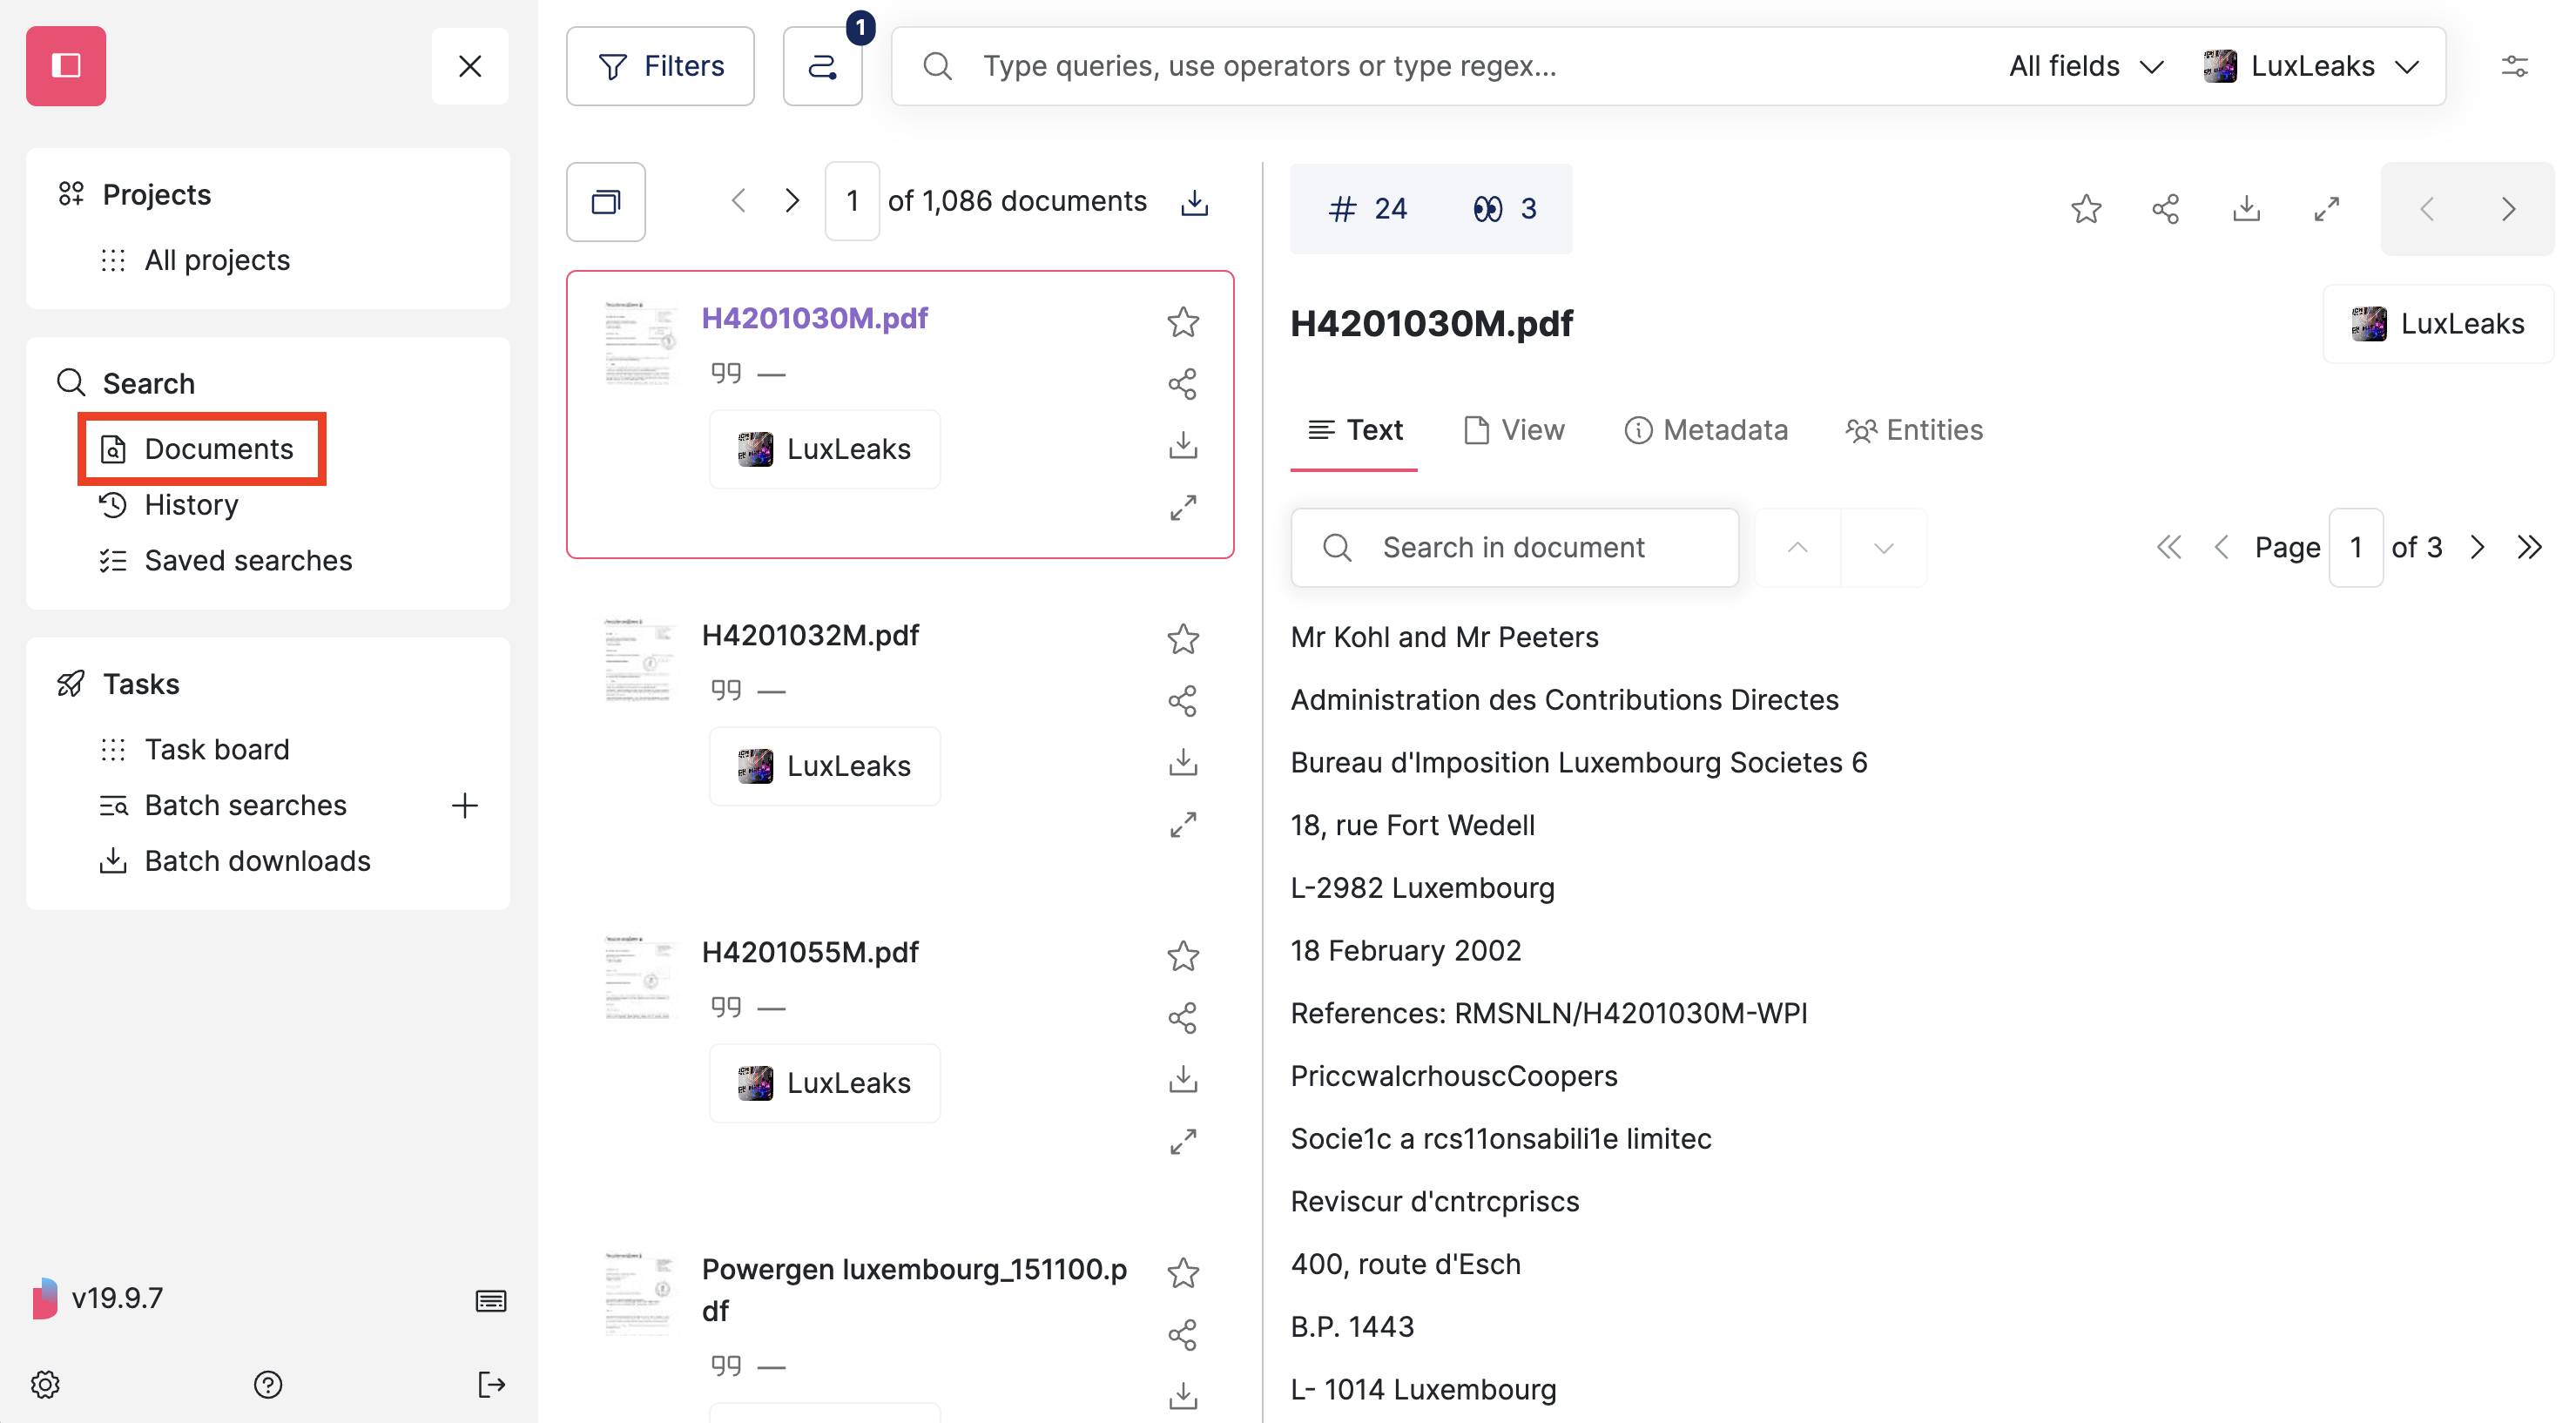 Projects
All projects
Search
Documents
History
Saved searches
Tasks
Task board
Batch searches
Batch downloads
v19.9.7
Filters
1
Type queries, use operators or type regex...
All fields
LuxLeaks
1 of 1,086 documents
H4201030M.pdf
—
LuxLeaks
H4201032M.pdf
—
LuxLeaks
H4201055M.pdf
—
LuxLeaks
Powergen luxembourg_151100.p
df
—
# 24
3
H4201030M.pdf
LuxLeaks
Text
View
Metadata
Entities
Search in document
Page 1 of 3
Mr Kohl and Mr Peeters
Administration des Contributions Directes
Bureau d'Imposition Luxembourg Societes 6
18, rue Fort Wedell
L-2982 Luxembourg
18 February 2002
References: RMSNLN/H4201030M-WPI
PriccwalcrhouscCoopers
Socie1c a rcs11onsabili1e limitec
Reviscur d'cntrcpriscs
400, route d'Esch
B.P. 1443
L- 1014 Luxembourg